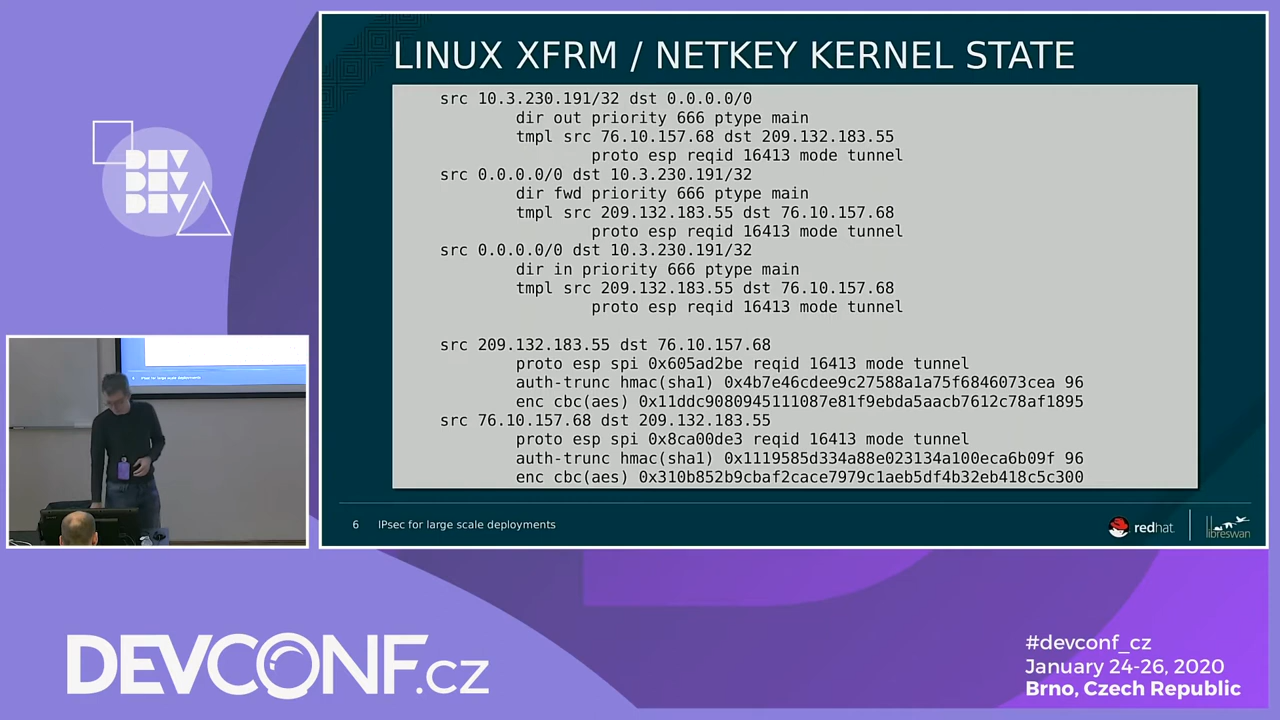 LINUX XFRM / NETKEY KERNEL STATE
src 10.3.230.191/32 dst 0.0.0.0/0
dir out priority 666 ptype main
tmpl src 76.10.157.68 dst 209.132.183.55
proto esp reqid 16413 mode tunnel
src 0.0.0.0/0 dst 10.3.230.191/32
dir fwd priority 666 ptype main
tmpl src 209.132.183.55 dst 76.10.157.68
proto esp reqid 16413 mode tunnel
src 0.0.0.0/0 dst 10.3.230.191/32
dir in priority 666 ptype main
tmpl src 209.132.183.55 dst 76.10.157.68
proto esp reqid 16413 mode tunnel
src 209.132.183.55 dst 76.10.157.68
proto esp spi 0x605ad2be reqid 16413 mode tunnel
auth-trunc hmac(sha1) 0x4b7e46cdee9c27588a1a75f6846073cea 96
enc cbc(aes) 0x11ddc9080945111087e81f9ebda5aacb7612c78af1895
src 76.10.157.68 dst 209.132.183.55
proto esp spi 0x8ca00de3 reqid 16413 mode tunnel
auth-trunc hmac(sha1) 0x1119585d334a88e023134a100eca6b09f 96
enc cbc(aes) 0x310b852b9cbaf2cace7979c1aeb5df4b32eb418c5c300
6 IPsec for large scale deployments
redhat.
libreswan
DEV
DEV
DEV
IPsec for large scale deployments
DEVCONF.cz
#devconf_cz
January 24-26, 2020
Brno, Czech Republic